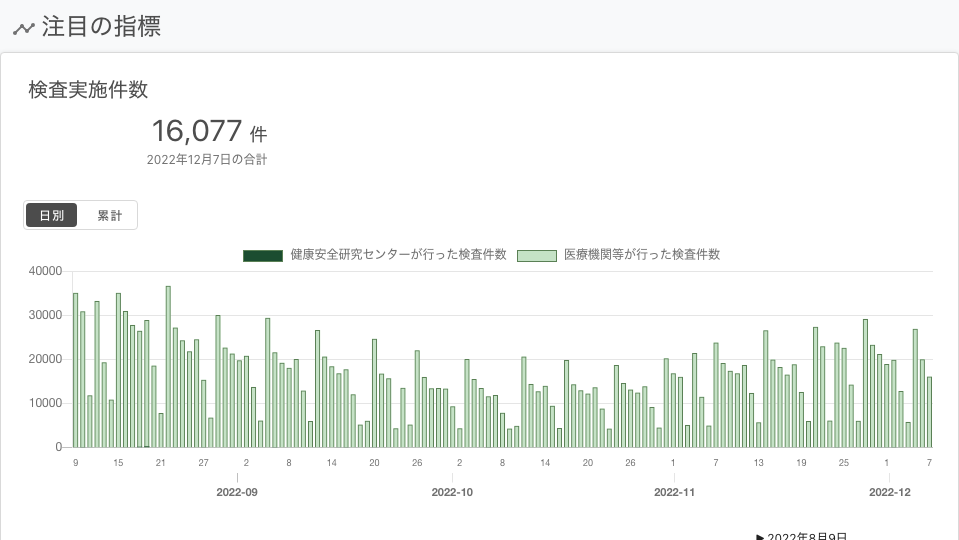 注目の指標
検査実施件数
16,077 件
2022年12月7日の合計
日別 累計
健康安全研究センターが行った検査件数 医療機関等が行った検査件数
40000
30000
20000
10000
0
9 15 21 27 2 8 14 20 26 2 8 14 20 26 1 7 13 19 25 1 7
2022-09 2022-10 2022-11 2022-12
▶ 2022年8月9日